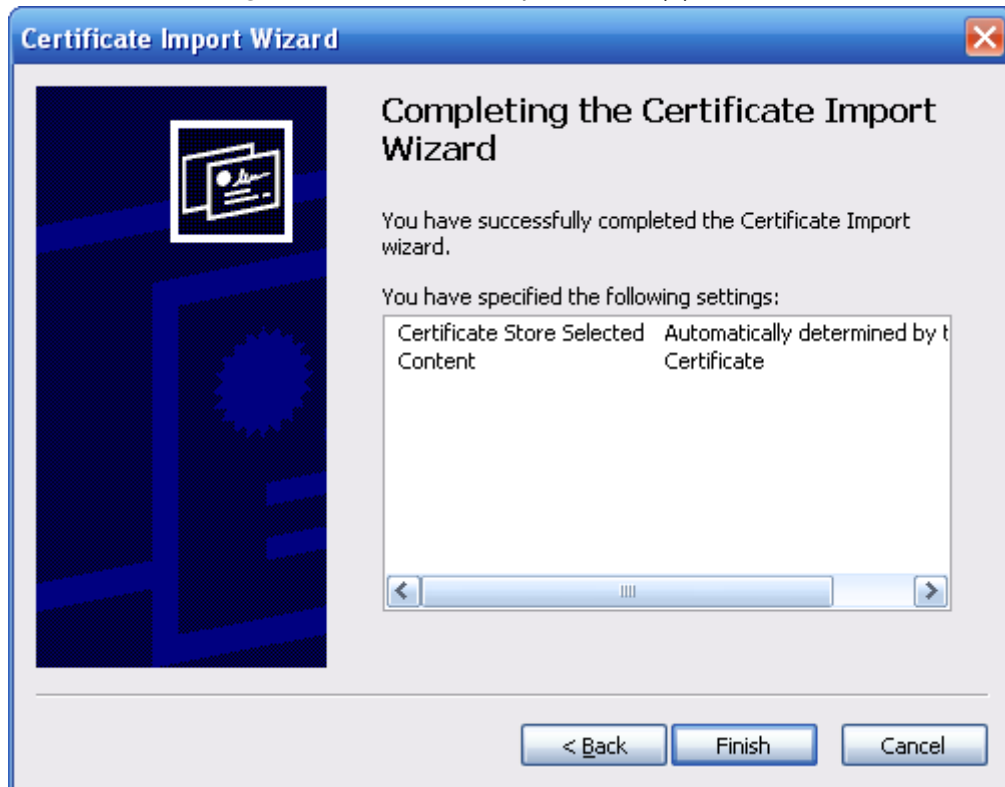 Certificate Import Wizard
Completing the Certificate Import
Wizard
You have successfully completed the Certificate Import
wizard.
You have specified the following settings:
Certificate Store Selected Automatically determined by t
Content Certificate
< Back Finish Cancel